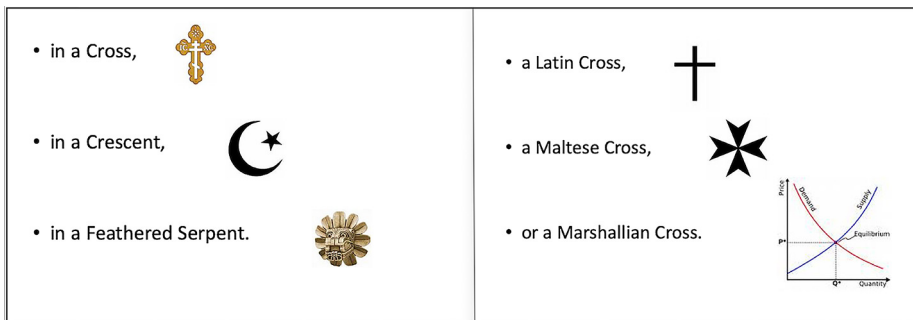 • in a Cross,
• in a Crescent,
• in a Feathered Serpent.
• a Latin Cross,
• a Maltese Cross,
• or a Marshallian Cross.
Price
Demand
Supply
Equilibrium
P*
Q*
Quantity